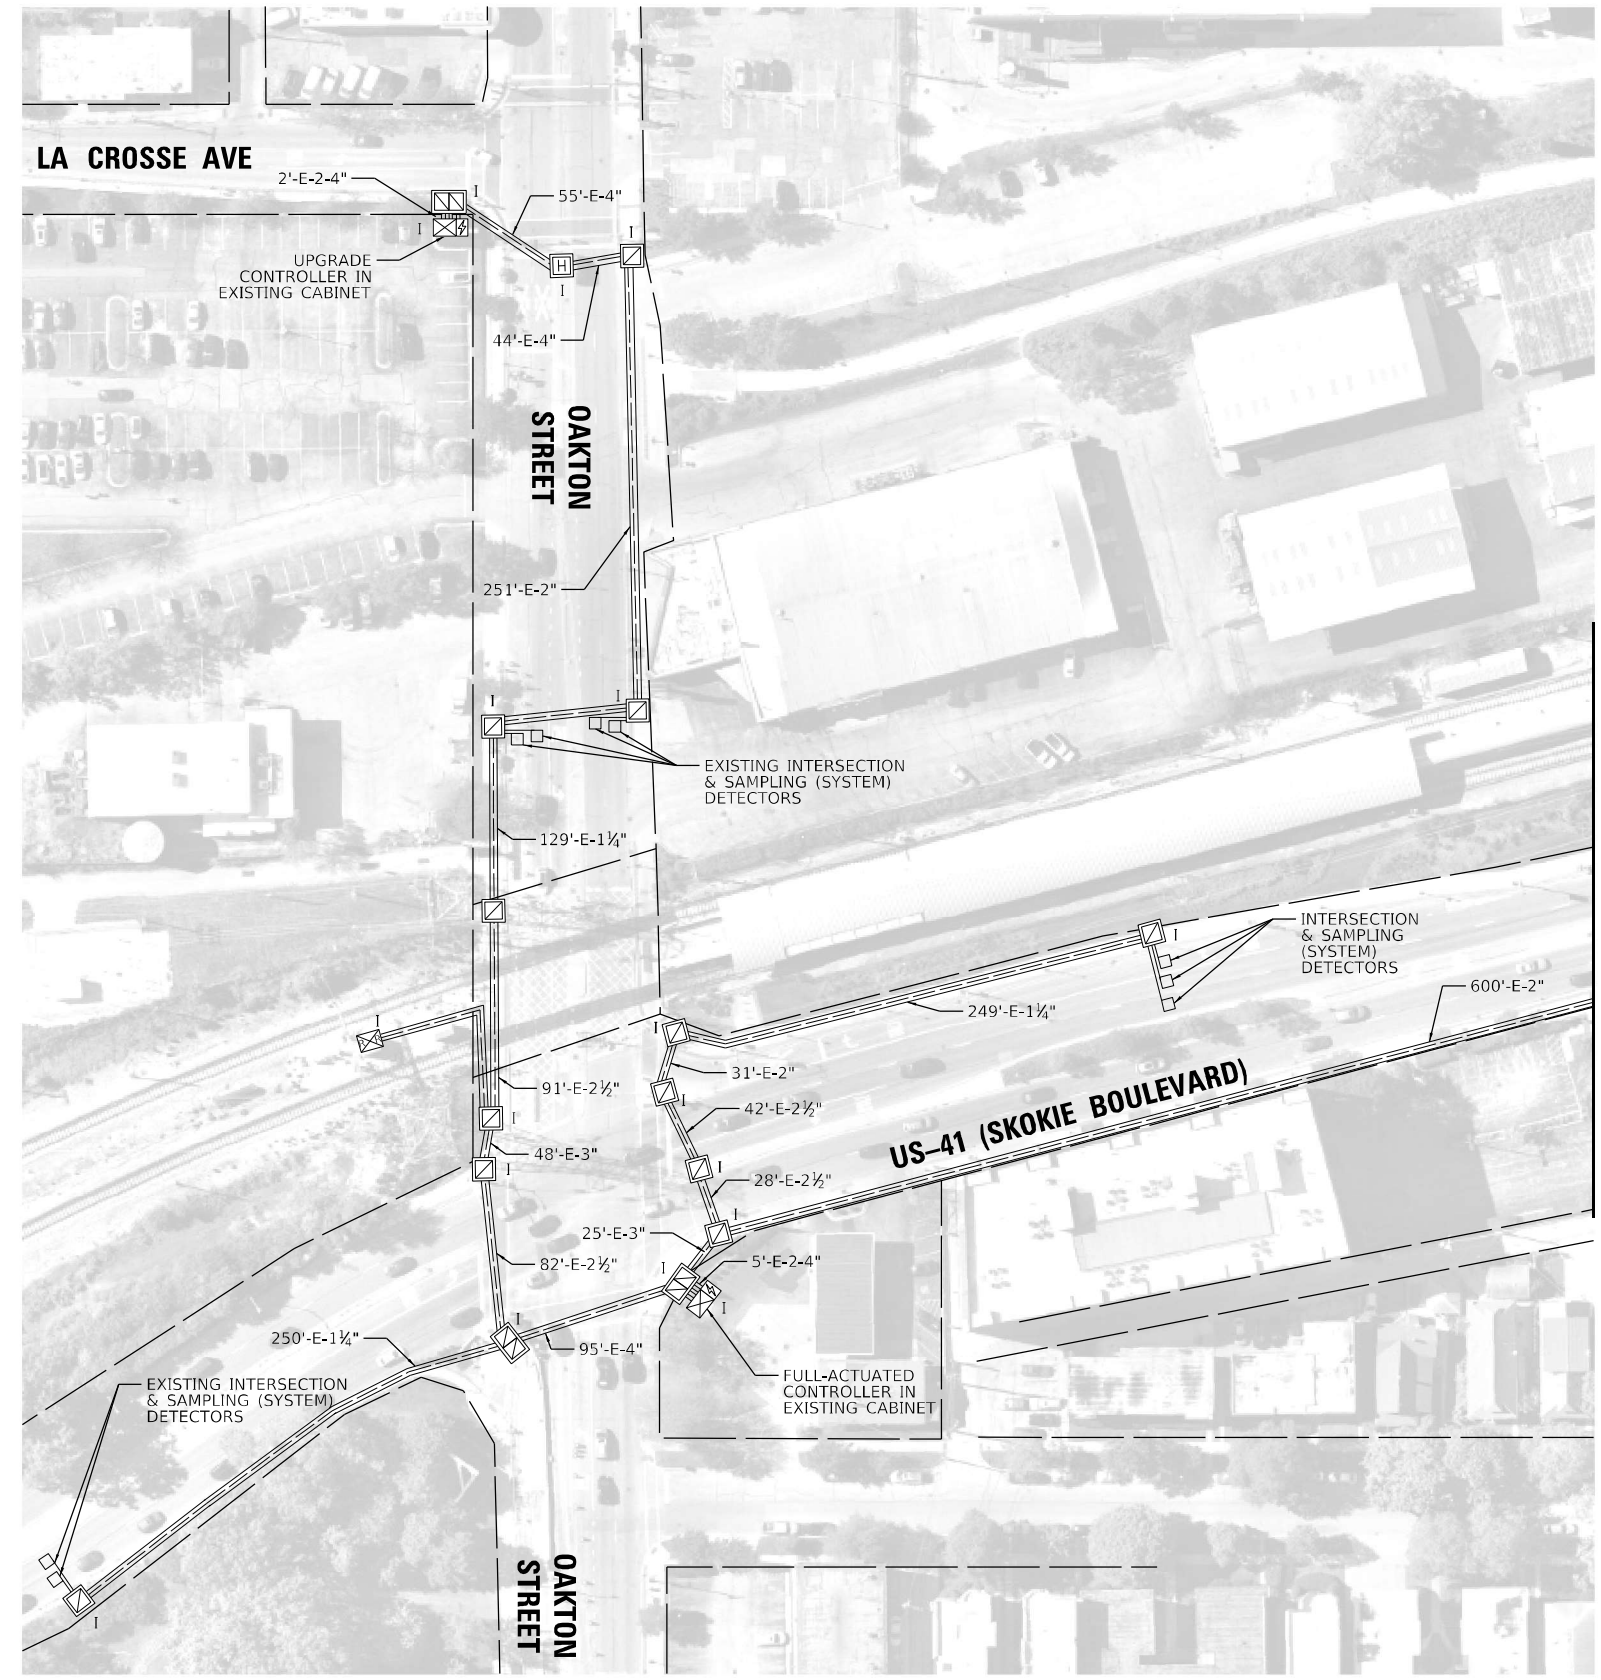 LA CROSSE AVE
2'-E-2-4"
I
55'-E-4"
I
I
UPGRADE
CONTROLLER IN
EXISTING CABINET
H
I
44'-E-4"
OAKTON
STREET
251'-E-2"
I
I
EXISTING INTERSECTION
& SAMPLING (SYSTEM)
DETECTORS
129'-E-1¼"
INTERSECTION
& SAMPLING
(SYSTEM)
DETECTORS
I
600'-E-2"
249'-E-1¼"
I
I
31'-E-2"
91'-E-2½"
I
42'-E-2½"
US-41 (SKOKIE BOULEVARD)
I
48'-E-3"
I
I
28'-E-2½"
I
25'-E-3"
82'-E-2½"
I
5'-E-2-4"
I
I
250'-E-1¼"
95'-E-4"
FULL-ACTUATED
CONTROLLER IN
EXISTING CABINET
EXISTING INTERSECTION
& SAMPLING (SYSTEM)
DETECTORS
I
OAKTON
STREET